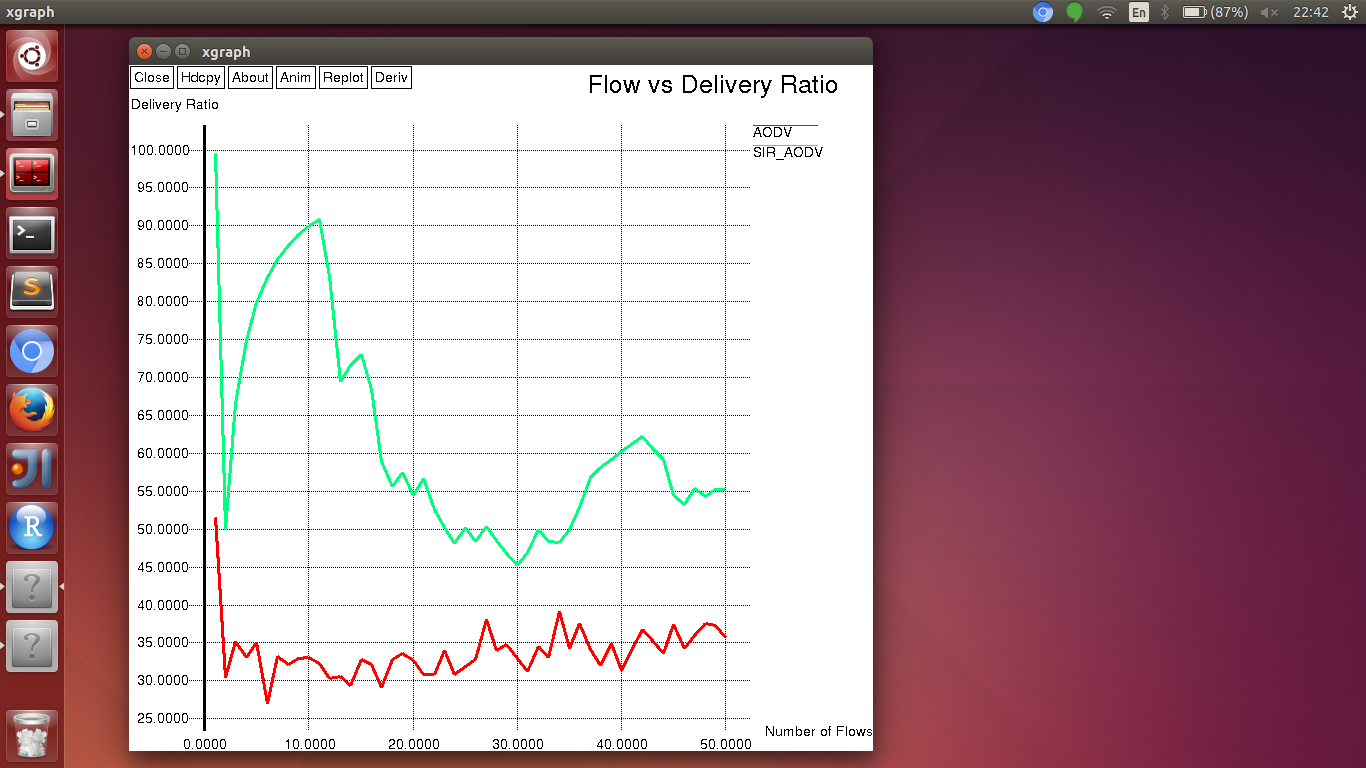 xgraph
En
(87%)
22:42
xgraph
Close Hdcpy About Anim Replot Deriv
Flow vs Delivery Ratio
Delivery Ratio
AODV
SIR_AODV
100.0000
95.0000
90.0000
85.0000
80.0000
75.0000
70.0000
65.0000
60.0000
55.0000
50.0000
45.0000
40.0000
35.0000
30.0000
25.0000
Number of Flows
0.0000 10.0000 20.0000 30.0000 40.0000 50.0000
>_
S
JI
R
?
?